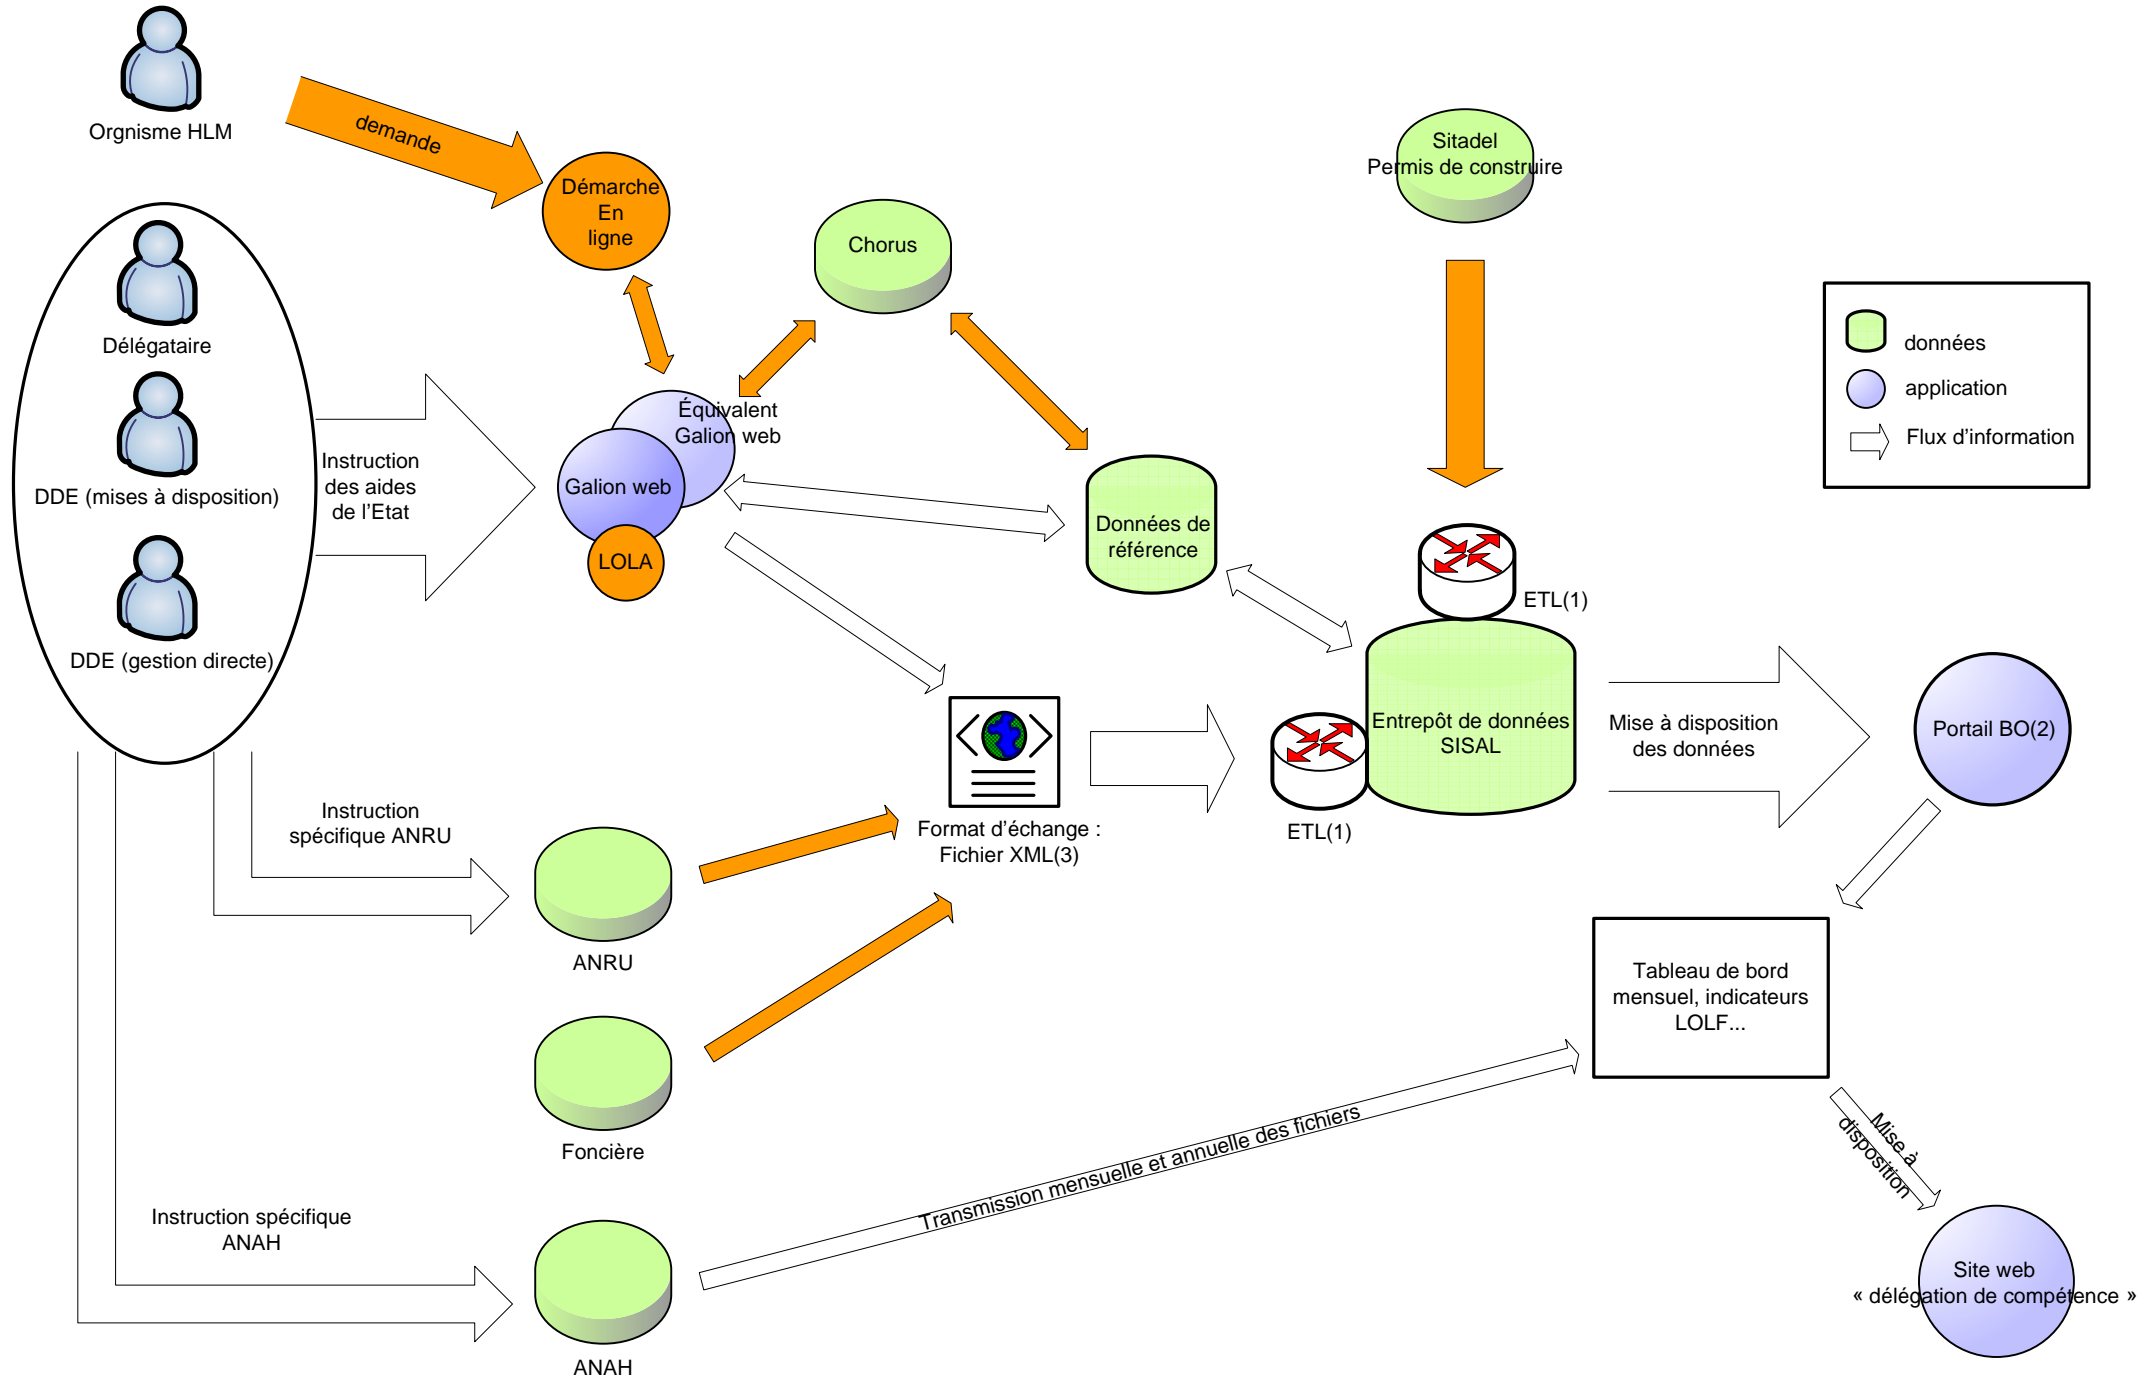 Orgnisme HLM
demande
Démarche
En
ligne
Chorus
Sitadel
Permis de construire
Délégataire
DDE (mises à disposition)
DDE (gestion directe)
Instruction
des aides
de l'Etat
Équivalent
Galion web
Galion web
LOLA
Données de
référence
données
application
Flux d'information
ETL(1)
Entrepôt de données
SISAL
ETL(1)
Mise à disposition
des données
Portail BO(2)
Format d'échange :
Fichier XML(3)
Instruction
spécifique ANRU
ANRU
Foncière
Tableau de bord
mensuel, indicateurs
LOLF...
Transmission mensuelle et annuelle des fichiers
Mise à
disposition
Instruction spécifique
ANAH
ANAH
Site web
« délégation de compétence »